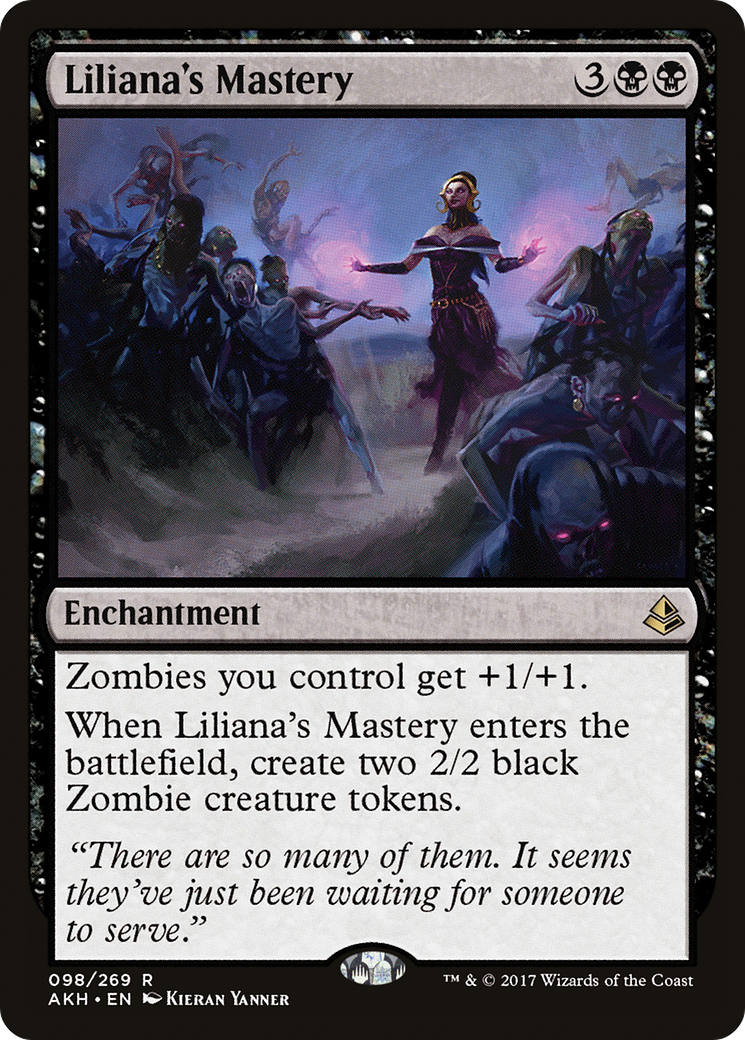 Liliana's Mastery 3
Enchantment
Zombies you control get +1/+1.
When Liliana's Mastery enters the
battlefield, create two 2/2 black
Zombie creature tokens.
“There are so many of them. It seems
they've just been waiting for someone
to serve.”
098/269 R
™ & © 2017 Wizards of the Coast
AKH • EN Kieran Yanner